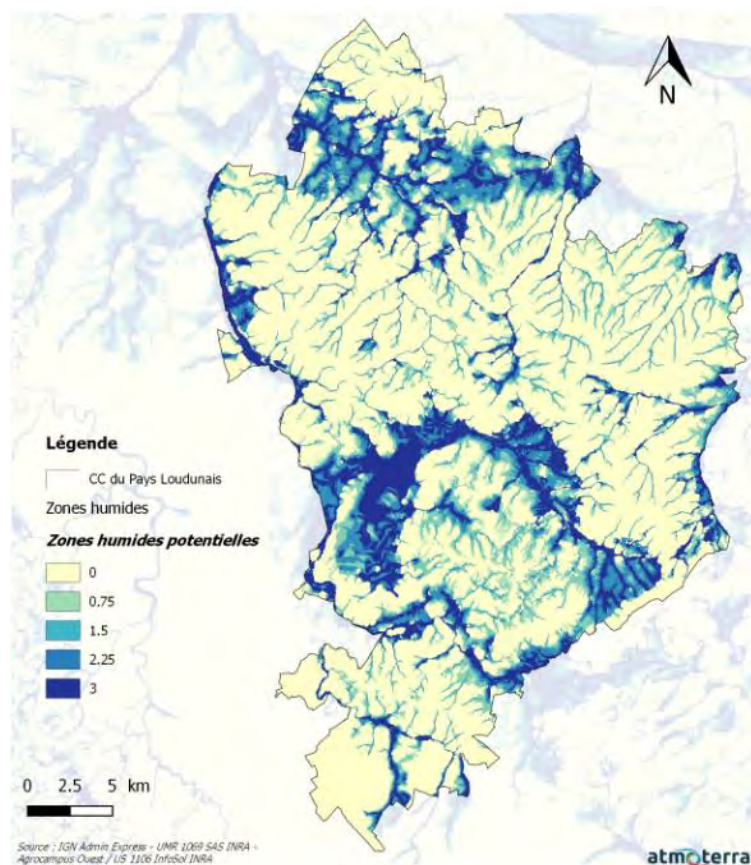 N
Légende
CC du Pays Loudunais
Zones humides
Zones humides potentielles
0
0.75
1.5
2.25
3
0 2.5 5 km
Source : IGN Admin Express - UMR 1069 SAS INRA -
Agrocampus Ouest / US 1106 InfoSol INRA
atmoterra